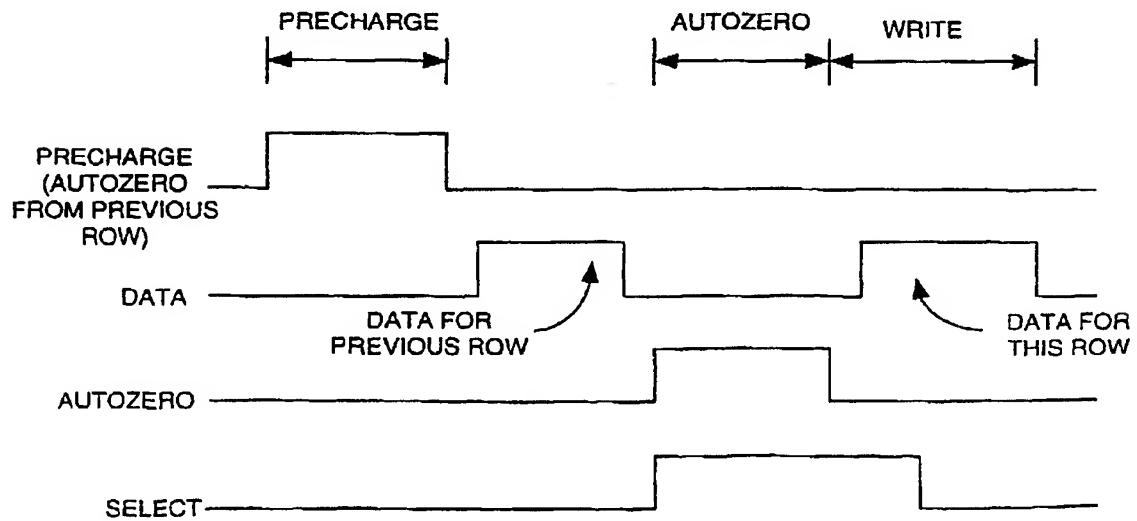 PRECHARGE
AUTOZERO
WRITE
PRECHARGE
(AUTOZERO
FROM PREVIOUS
ROW)
DATA
DATA FOR
PREVIOUS ROW
DATA FOR
THIS ROW
AUTOZERO
SELECT